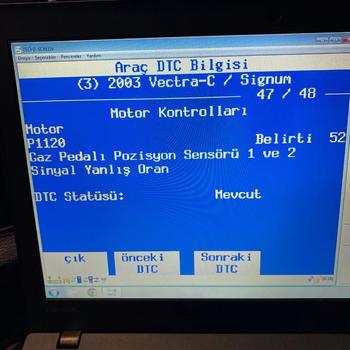 Araç DTC Bilgisi
(3) 2003 Vectra-C / Signum
47 / 48
Motor Kontrolları
Motor
P1120 Belirti 52
Gaz Pedalı Pozisyon Sensörü 1 ve 2
Sinyal Yanlış Oran
DTC Statüsü: Mevcut
çık önceki Sonraki
DTC DTC